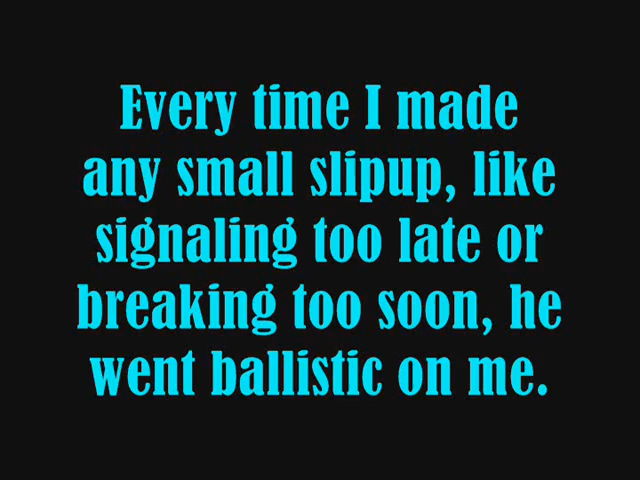 Every time I made
any small slipup, like
signaling too late or
breaking too soon, he
went ballistic on me.